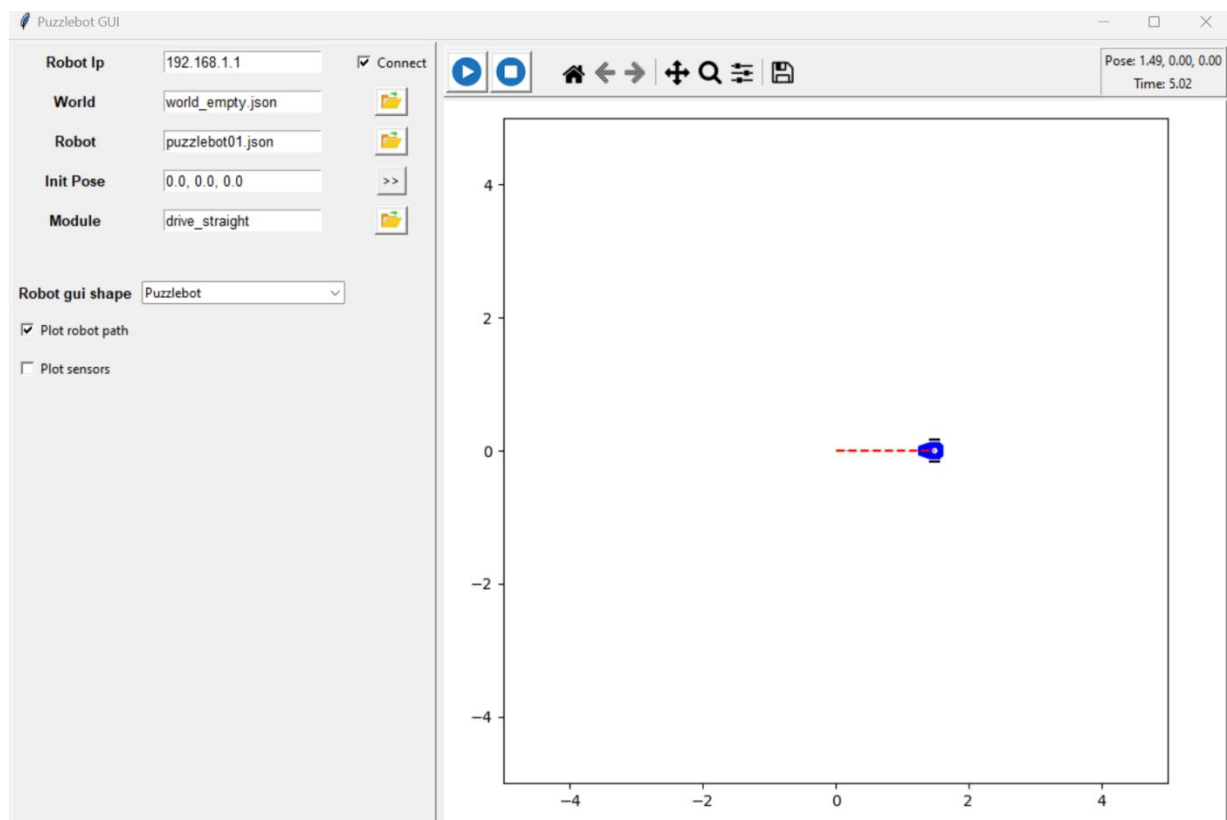 Puzzlebot GUI
Robot Ip 192.168.1.1 Connect
World world_empty.json
Robot puzzlebot01.json
Init Pose 0.0, 0.0, 0.0 >>
Module drive_straight
Robot gui shape Puzzlebot
Plot robot path
Plot sensors
Pose: 1.49, 0.00, 0.00
Time: 5.02
4
2
0
−2
−4
−4 −2 0 2 4